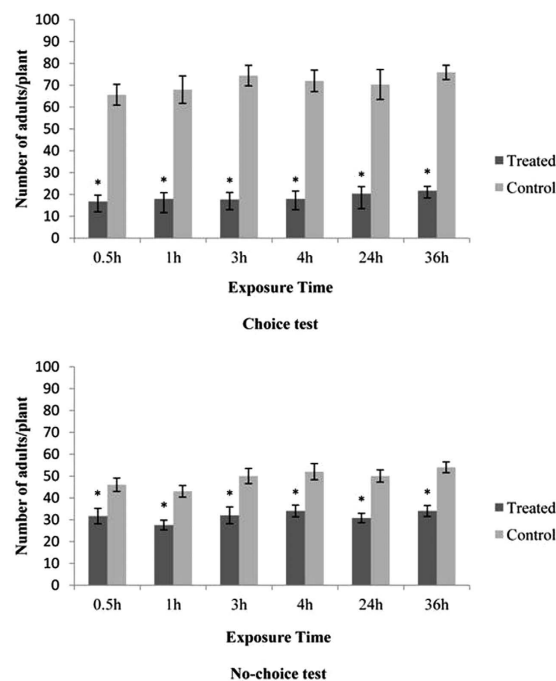 Number of adults/plant
100
90
80
70
60
50
40
30
20
10
0
* * * * * *
0.5h 1h 3h 4h 24h 36h
Exposure Time
Treated
Control
Choice test
Number of adults/plant
100
90
80
70
60
50
40
30
20
10
0
* * * * * *
0.5h 1h 3h 4h 24h 36h
Exposure Time
Treated
Control
No-choice test